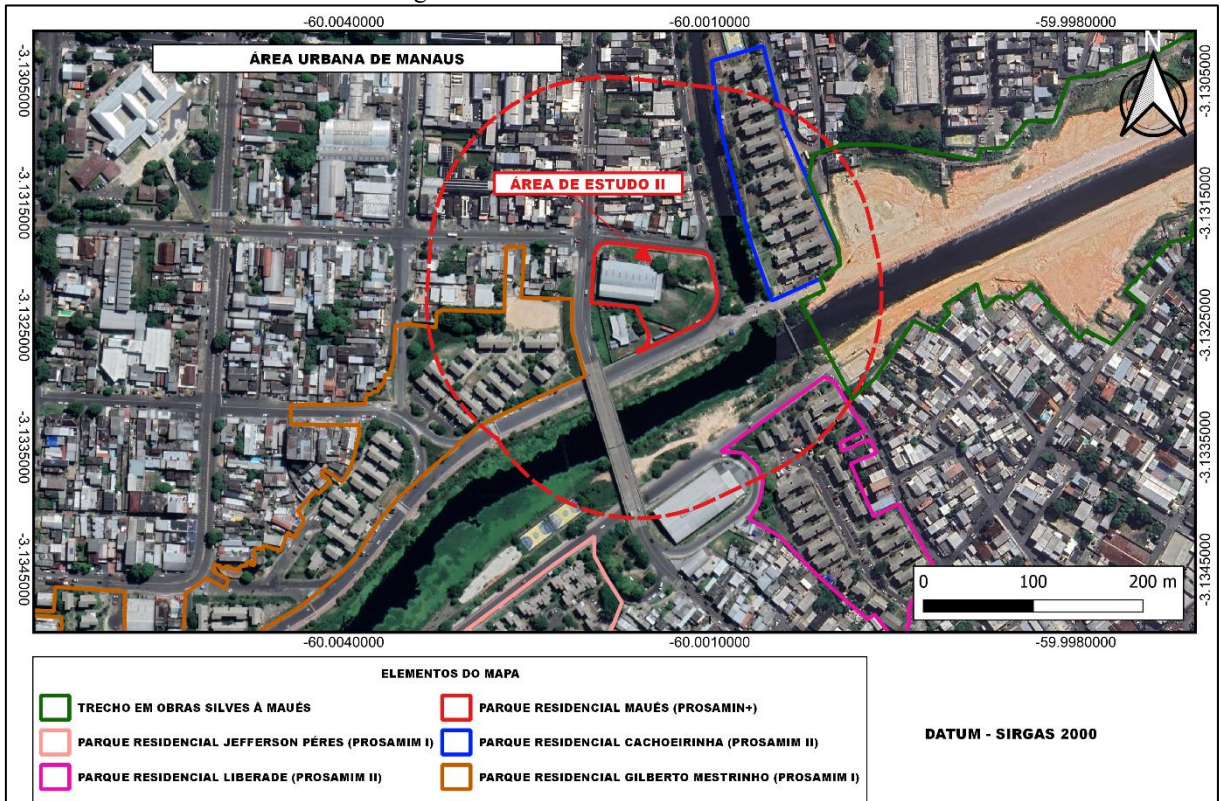 -60.0040000 -60.0010000 -59.9980000
ÁREA URBANA DE MANAUS
N
-3.1305000 -3.1305000
ÁREA DE ESTUDO II
-3.1315000 -3.1315000
-3.1325000 -3.1325000
-3.1335000 -3.1335000
-3.1345000 -3.1345000
0 100 200 m
-60.0040000 -60.0010000 -59.9980000
ELEMENTOS DO MAPA
TRECHO EM OBRAS SILVES À MAUÉS
PARQUE RESIDENCIAL JEFFERSON PÉRES (PROSAMIM I)
PARQUE RESIDENCIAL LIBERADE (PROSAMIM II)
PARQUE RESIDENCIAL MAUÉS (PROSAMIN+)
PARQUE RESIDENCIAL CACHOEIRINHA (PROSAMIM II)
PARQUE RESIDENCIAL GILBERTO MESTRINHO (PROSAMIM I)
DATUM - SIRGAS 2000